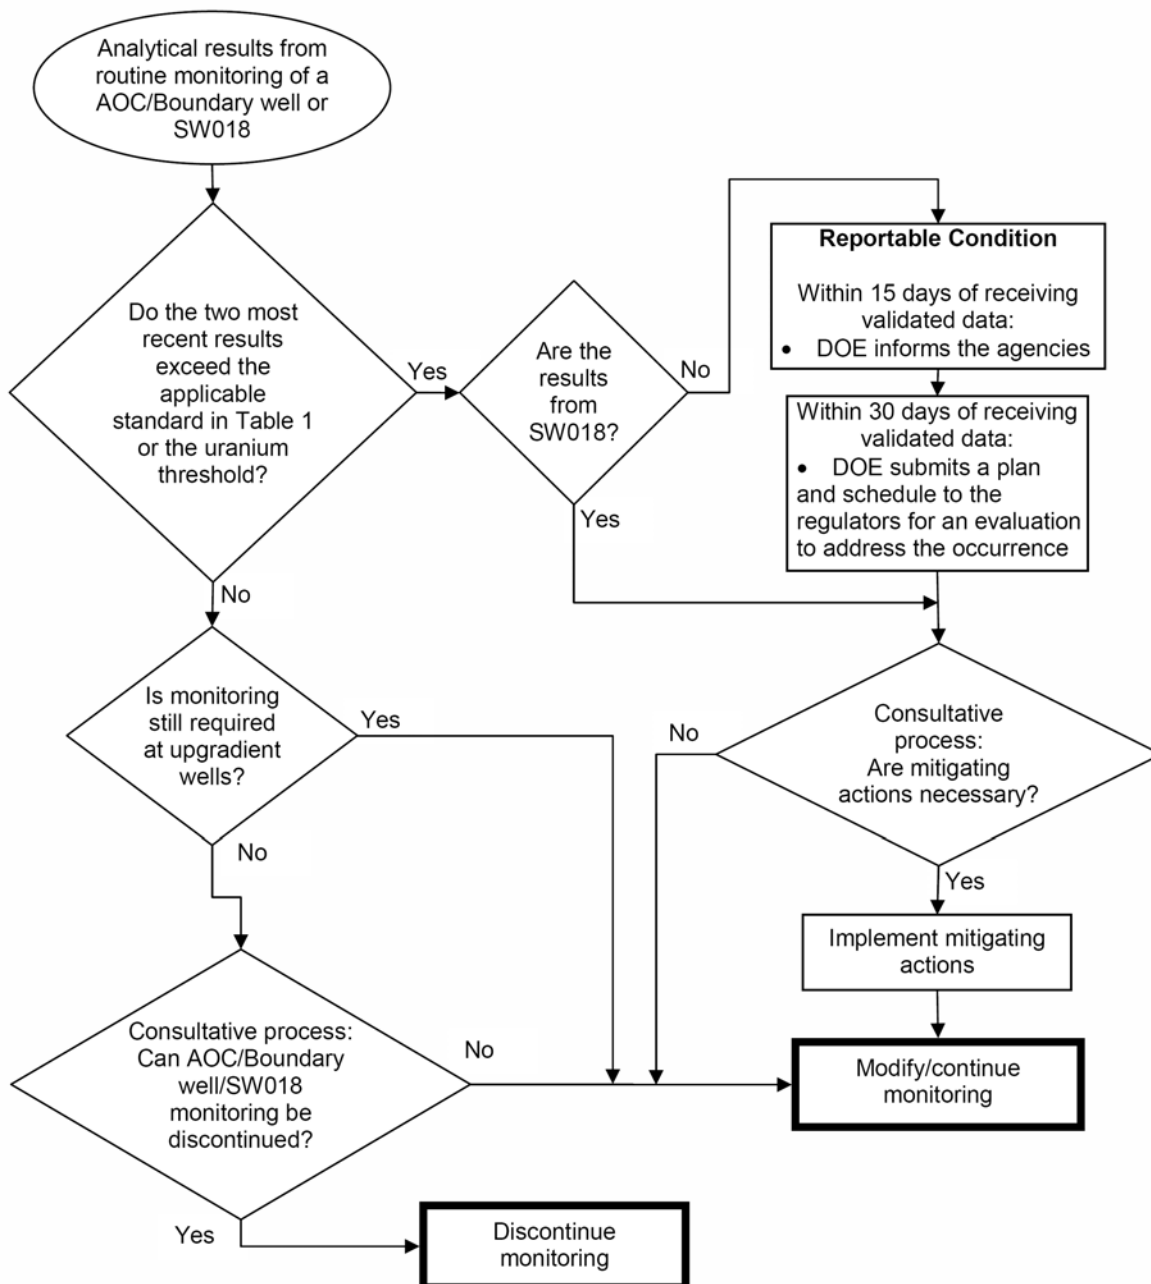 Analytical results from
routine monitoring of a
AOC/Boundary well or
SW018
Do the two most
recent results
exceed the
applicable
standard in Table 1
or the uranium
threshold?
Yes
Are the
results
from
SW018?
No
Reportable Condition
Within 15 days of receiving
validated data:
• DOE informs the agencies
Within 30 days of receiving
validated data:
• DOE submits a plan
and schedule to the
regulators for an evaluation
to address the occurrence
Yes
No
Is monitoring
still required
at upgradient
wells?
Yes
No
Consultative
process:
Are mitigating
actions necessary?
No
Yes
Implement mitigating
actions
Consultative process:
Can AOC/Boundary
well/SW018
monitoring be
discontinued?
No
Modify/continue
monitoring
Yes
Discontinue
monitoring